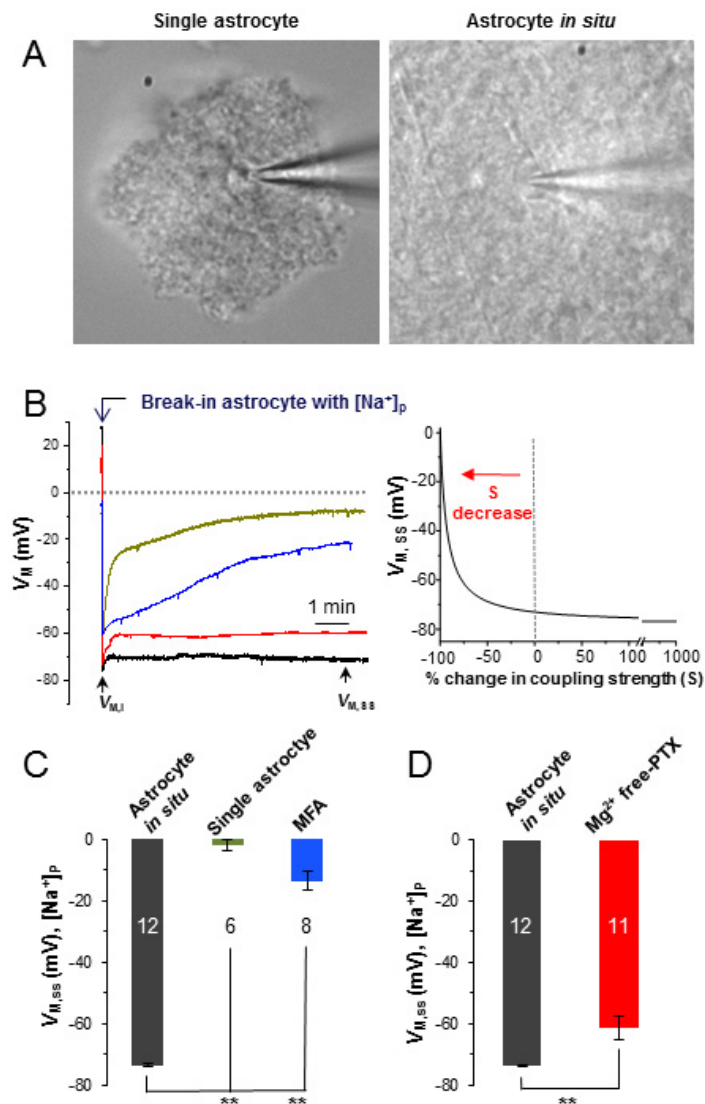 Single astrocyte
Astrocyte in situ
A
B
Break-in astrocyte with [Na⁺]p
20
0
-20
-40
-60
-80
VM (mV)
1 min
VM,I
VM,SS
0
-20
-40
-60
-80
VM, SS (mV)
S
decrease
-100
-50
0
50
100
1000
% change in coupling strength (S)
C
Astrocyte
in situ
Single astroctye
MFA
0
-20
-40
-60
-80
VM,ss (mV), [Na⁺]P
12
6
8
**
**
D
Astrocyte
in situ
Mg²⁺ free-PTX
0
-20
-40
-60
-80
VM,ss (mV), [Na⁺]P
12
11
**